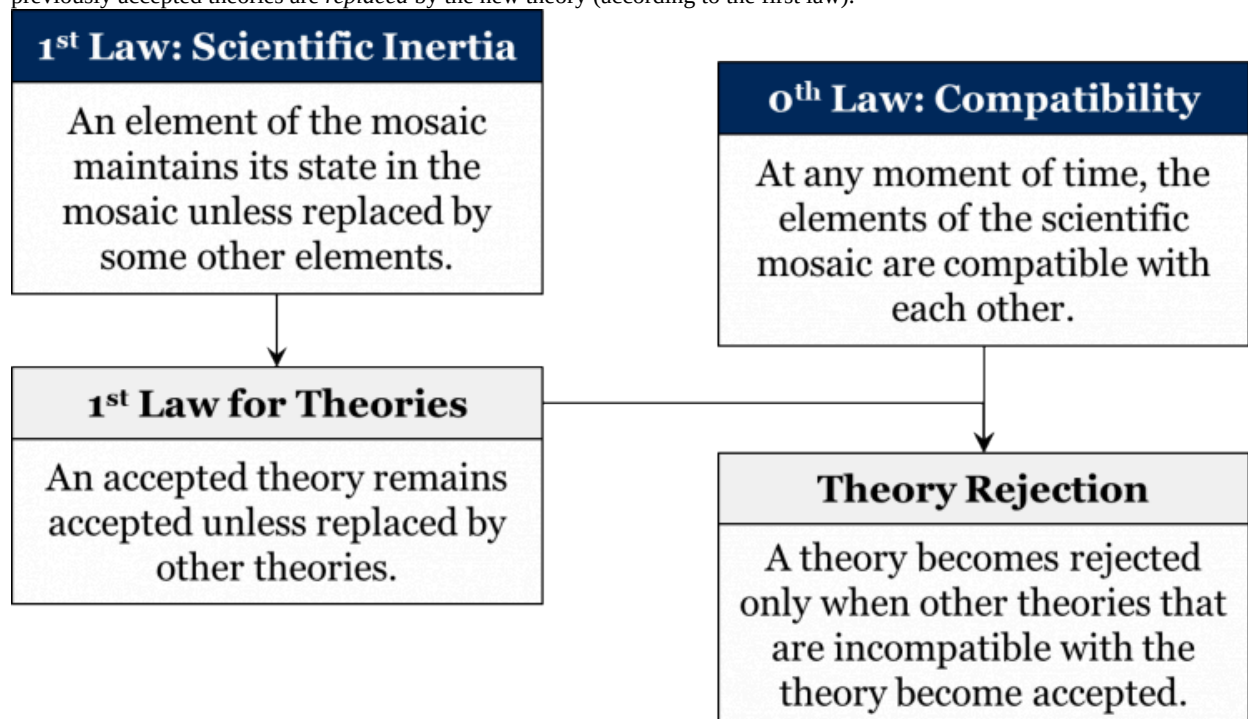 previously accepted theories are replaced by the new theory (according to the first law).
1st Law: Scientific Inertia
An element of the mosaic
maintains its state in the
mosaic unless replaced by
some other elements.
0th Law: Compatibility
At any moment of time, the
elements of the scientific
mosaic are compatible with
each other.
1st Law for Theories
An accepted theory remains
accepted unless replaced by
other theories.
Theory Rejection
A theory becomes rejected
only when other theories that
are incompatible with the
theory become accepted.